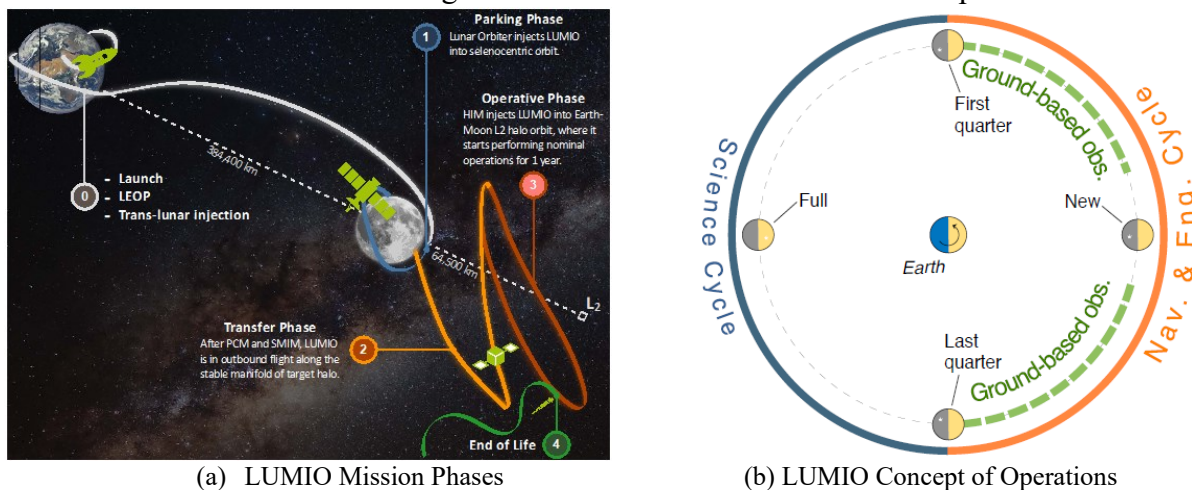 Parking Phase
1
Lunar Orbiter injects LUMIO
into selenocentric orbit.
Operative Phase
HIM injects LUMIO into Earth-
Moon L2 halo orbit, where it
starts performing nominal
operations for 1 year.
3
384,400 km
0
- Launch
- LEOP
- Trans-lunar injection
64,500 km
L2
Transfer Phase
After PCM and SMIM, LUMIO
is in outbound flight along the
stable manifold of target halo.
2
End of Life
4
(a) LUMIO Mission Phases
Science Cycle
Nav. & Eng. Cycle
Ground-based obs.
First
quarter
Full
New
Earth
Last
quarter
Ground-based obs.
(b) LUMIO Concept of Operations